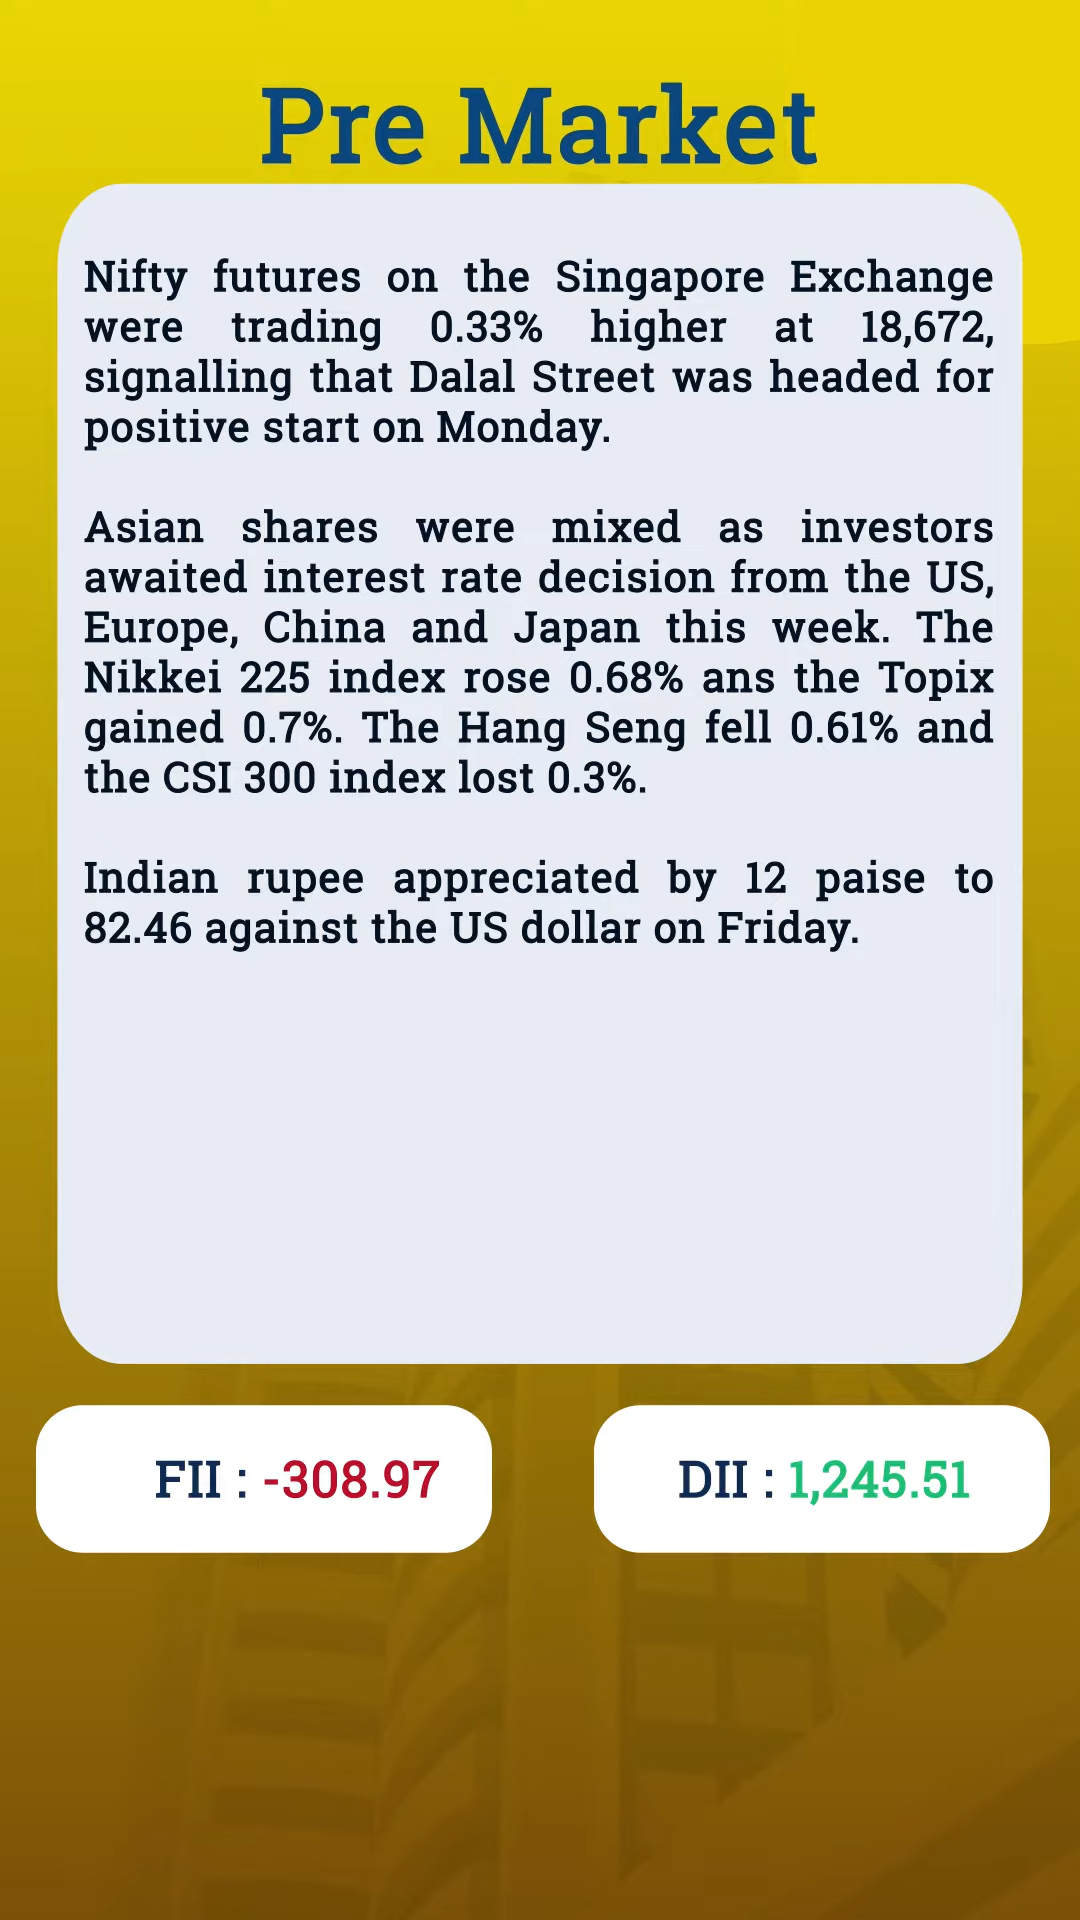 Pre Market
Nifty futures on the Singapore Exchange
were trading 0.33% higher at 18,672,
signalling that Dalal Street was headed for
positive start on Monday.
Asian shares were mixed as investors
awaited interest rate decision from the US,
Europe, China and Japan this week. The
Nikkei 225 index rose 0.68% ans the Topix
gained 0.7%. The Hang Seng fell 0.61% and
the CSI 300 index lost 0.3%.
Indian rupee appreciated by 12 paise to
82.46 against the US dollar on Friday.
FII : -308.97
DII : 1,245.51